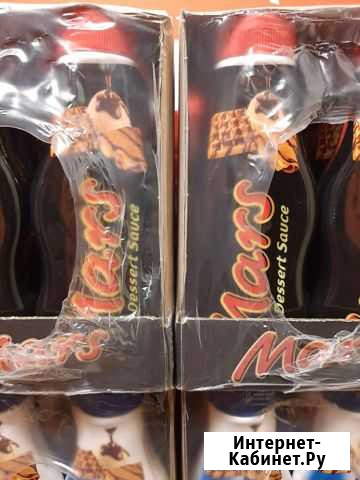 Mars
Dessert Sauce
Mars
Dessert Sauce
Mars
Mars
Интернет-
Кабинет.Ру